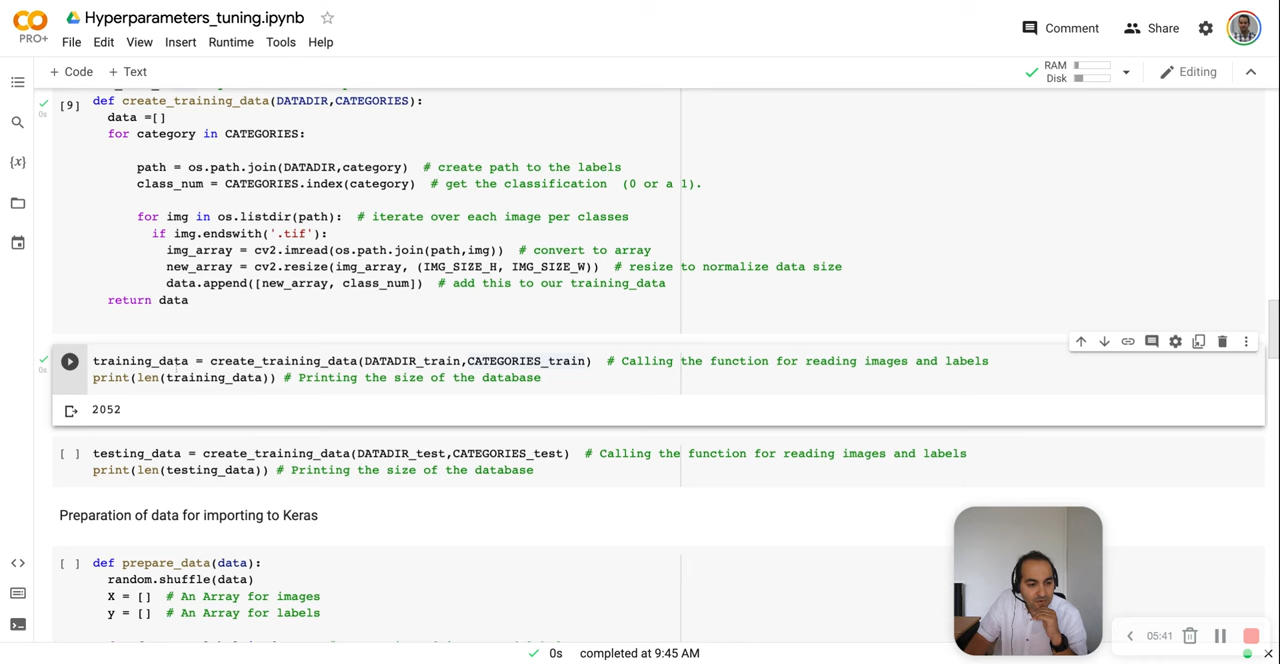 Hyperparameters_tuning.ipynb
PRO+
File Edit View Insert Runtime Tools Help
Comment Share
+ Code + Text
RAM
Disk
Editing
[9] def create_training_data(DATADIR,CATEGORIES):
0s
data =[]
for category in CATEGORIES:
path = os.path.join(DATADIR,category) # create path to the labels
class_num = CATEGORIES.index(category) # get the classification (0 or a 1).
for img in os.listdir(path): # iterate over each image per classes
if img.endswith('.tif'):
img_array = cv2.imread(os.path.join(path,img)) # convert to array
new_array = cv2.resize(img_array, (IMG_SIZE_H, IMG_SIZE_W)) # resize to normalize data size
data.append([new_array, class_num]) # add this to our training_data
return data
training_data = create_training_data(DATADIR_train,CATEGORIES_train) # Calling the function for reading images and labels
0s
print(len(training_data)) # Printing the size of the database
2052
[ ] testing_data = create_training_data(DATADIR_test,CATEGORIES_test) # Calling the function for reading images and labels
print(len(testing_data)) # Printing the size of the database
Preparation of data for importing to Keras
[ ] def prepare_data(data):
random.shuffle(data)
X = [] # An Array for images
y = [] # An Array for labels
05:41
0s completed at 9:45 AM